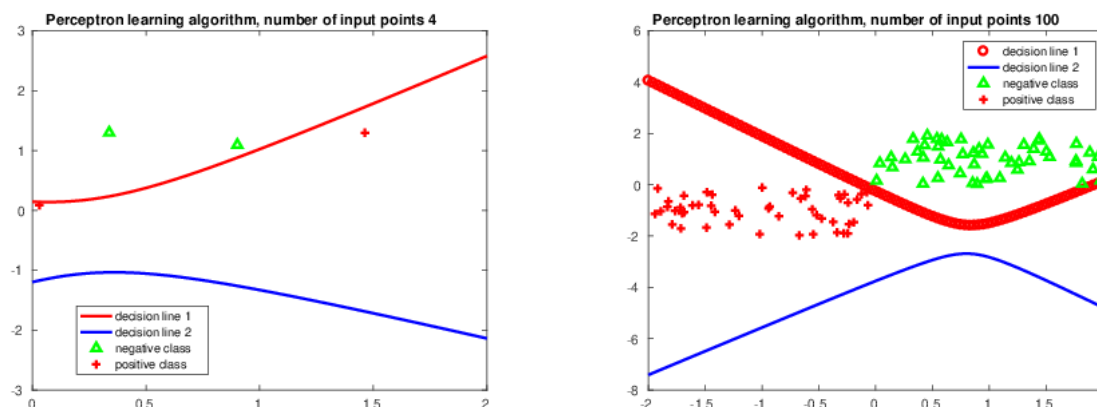 Perceptron learning algorithm, number of input points 4
3
2
1
0
-1
-2
-3
0
0.5
1
1.5
2
decision line 1
decision line 2
negative class
positive class
Perceptron learning algorithm, number of input points 100
6
4
2
0
-2
-4
-6
-8
-2
-1.5
-1
-0.5
0
0.5
1
1.5
decision line 1
decision line 2
negative class
positive class